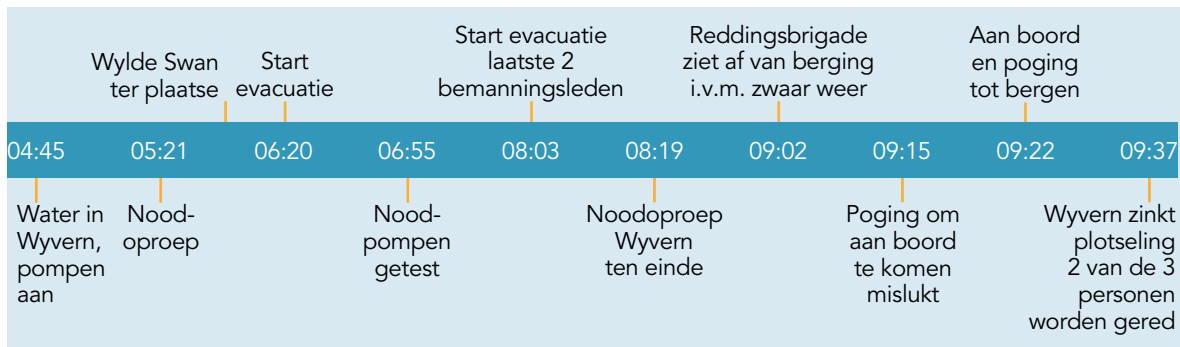 Wylde Swan
ter plaatse
Start
evacuatie
Start evacuatie
laatste 2
bemanningsleden
Reddingsbrigade
ziet af van berging
i.v.m. zwaar weer
Aan boord
en poging
tot bergen
04:45 05:21 06:20 06:55 08:03 08:19 09:02 09:15 09:22 09:37
Water in
Wyvern,
pompen
aan
Nood-
oproep
Nood-
pompen
getest
Noodoproep
Wyvern
ten einde
Poging om
aan boord
te komen
mislukt
Wyvern zinkt
plotseling
2 van de 3
personen
worden gered